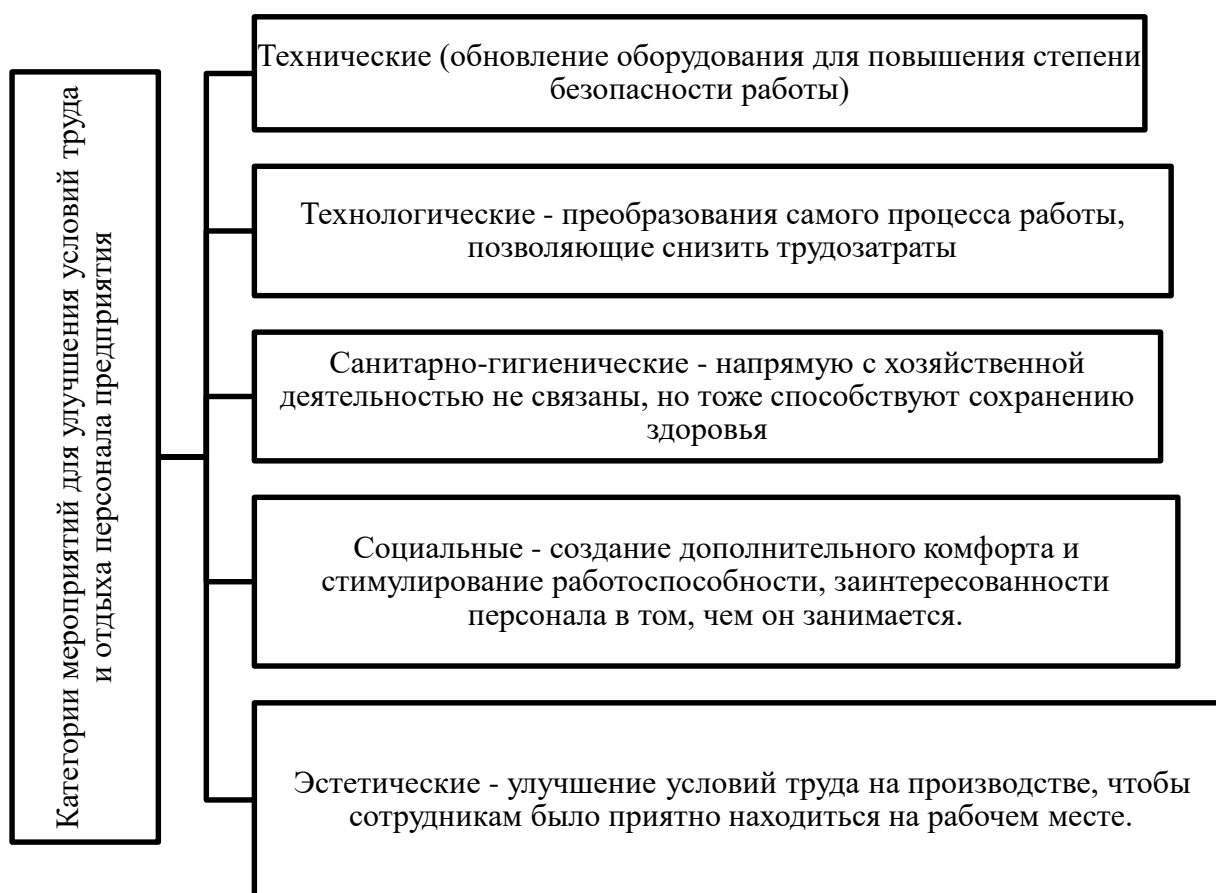 Категории мероприятий для улучшения условий труда
и отдыха персонала предприятия
Технические (обновление оборудования для повышения степени
безопасности работы)
Технологические - преобразования самого процесса работы,
позволяющие снизить трудозатраты
Санитарно-гигиенические - напрямую с хозяйственной
деятельностью не связаны, но тоже способствуют сохранению
здоровья
Социальные - создание дополнительного комфорта и
стимулирование работоспособности, заинтересованности
персонала в том, чем он занимается.
Эстетические - улучшение условий труда на производстве, чтобы
сотрудникам было приятно находиться на рабочем месте.